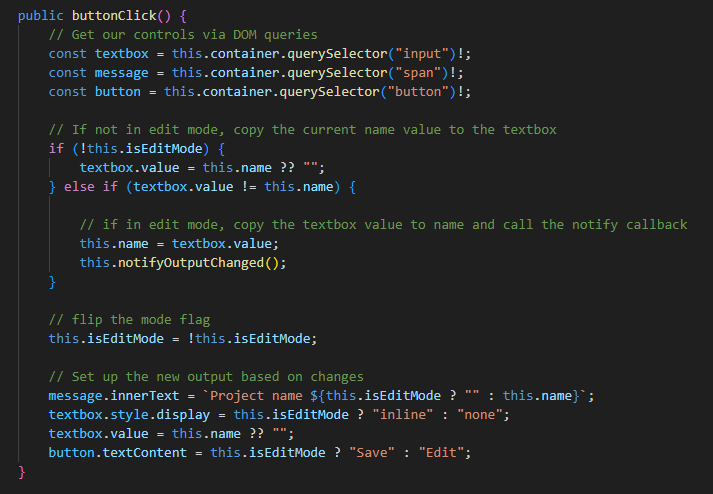 public buttonClick() {
    // Get our controls via DOM queries
    const textbox = this.container.querySelector("input")!;
    const message = this.container.querySelector("span")!;
    const button = this.container.querySelector("button")!;

    // If not in edit mode, copy the current name value to the textbox
    if (!this.isEditMode) {
        textbox.value = this.name ?? "";
    } else if (textbox.value != this.name) {

        // if in edit mode, copy the textbox value to name and call the notify callback
        this.name = textbox.value;
        this.notifyOutputChanged();
    }

    // flip the mode flag
    this.isEditMode = !this.isEditMode;

    // Set up the new output based on changes
    message.innerText = `Project name ${this.isEditMode ? "" : this.name}`;
    textbox.style.display = this.isEditMode ? "inline" : "none";
    textbox.value = this.name ?? "";
    button.textContent = this.isEditMode ? "Save" : "Edit";
}